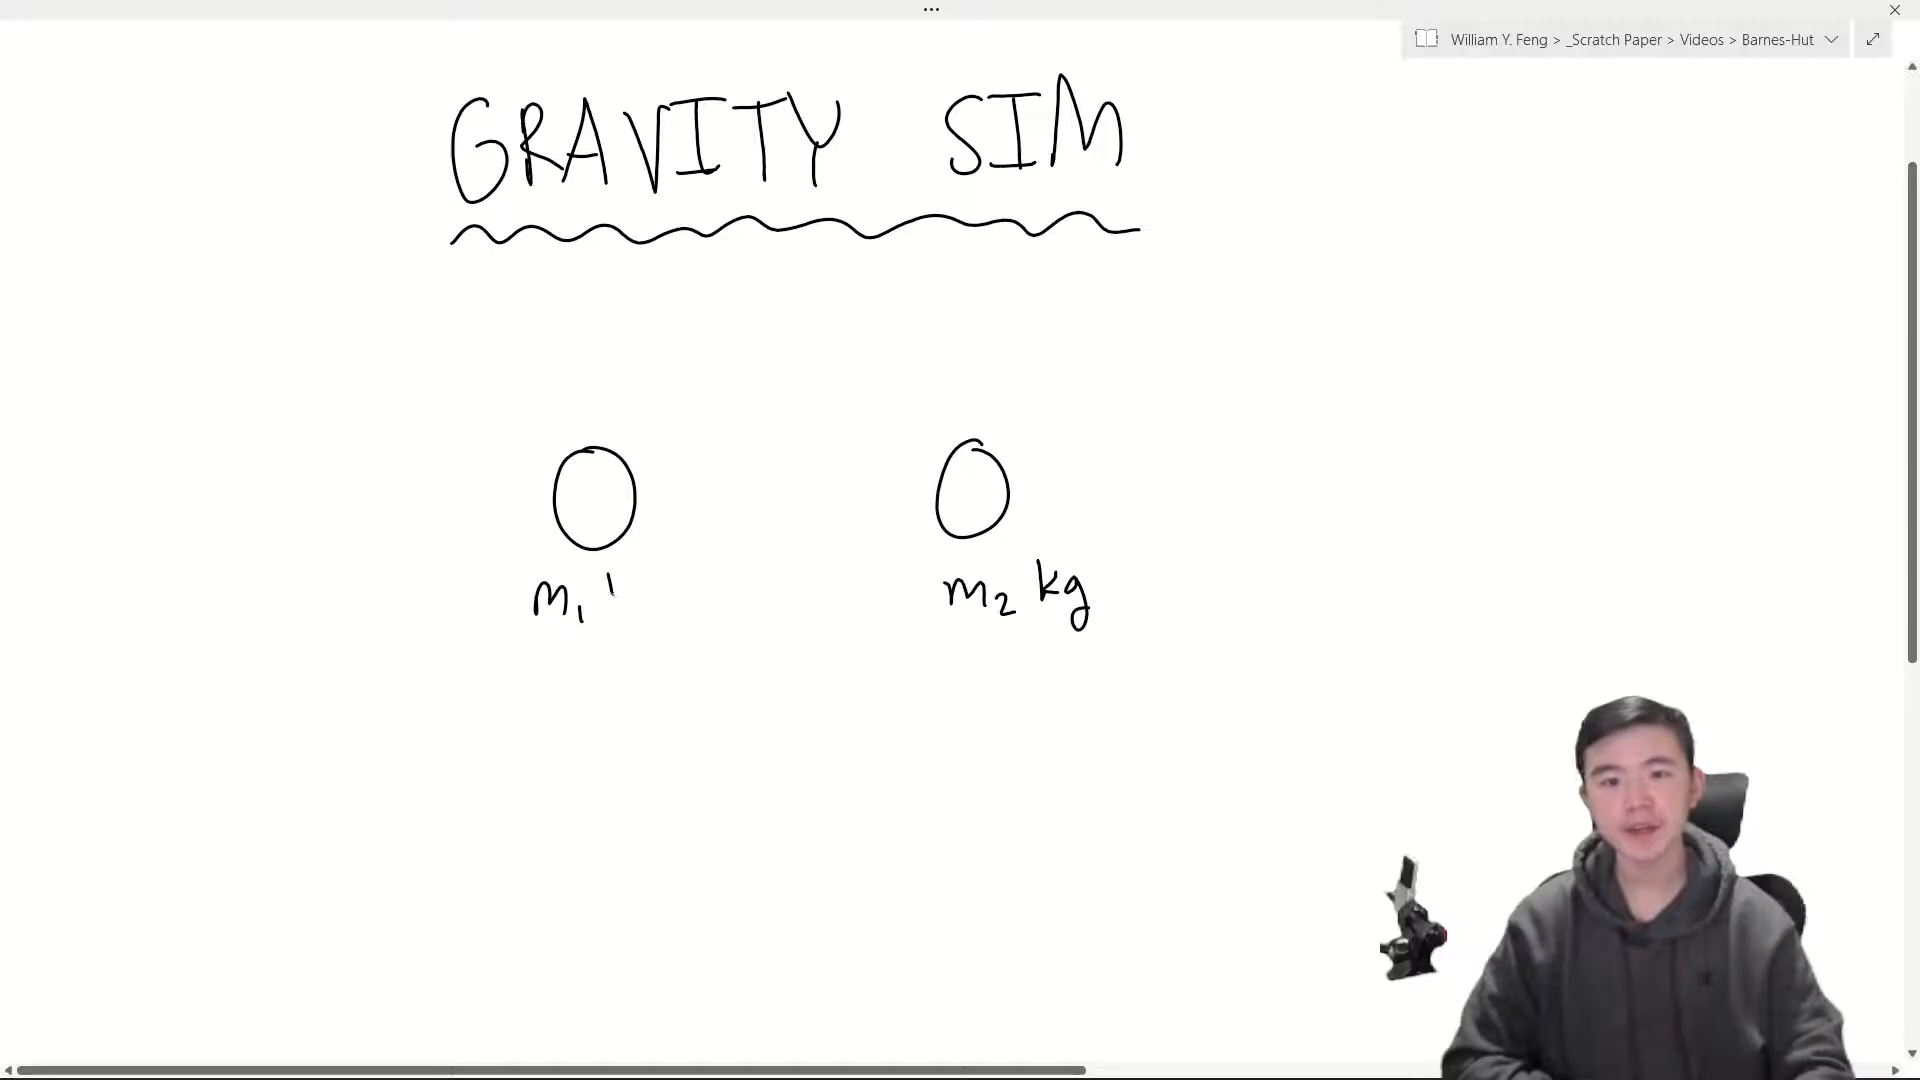 William Y. Feng > _Scratch Paper > Videos > Barnes-Hut
GRAVITY SIM
m₁ m₂ kg